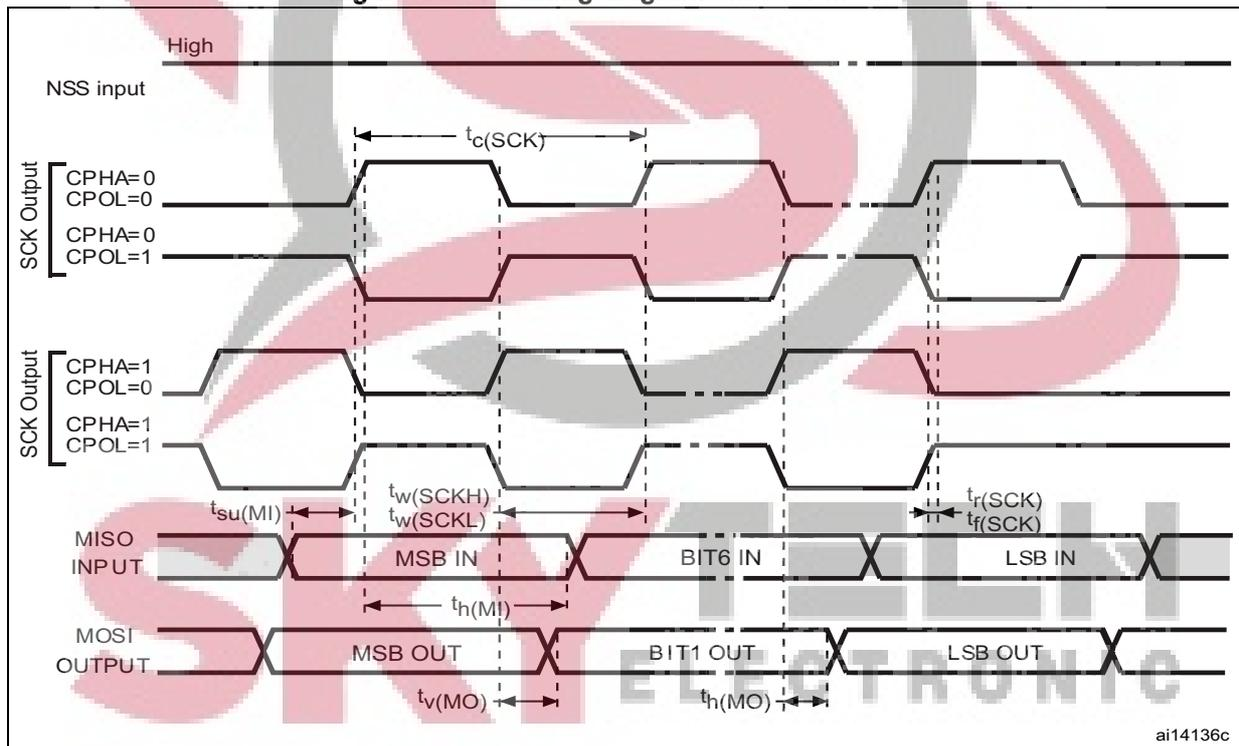 High
NSS input
tc(SCK)
SCK Output
CPHA=0
CPOL=0
CPHA=0
CPOL=1
SCK Output
CPHA=1
CPOL=0
CPHA=1
CPOL=1
tsu(MI)
tw(SCKH)
tw(SCKL)
tr(SCK)
tf(SCK)
MISO
INPUT
MSB IN
BIT6 IN
LSB IN
th(MI)
MOSI
OUTPUT
MSB OUT
BIT1 OUT
LSB OUT
tv(MO)
th(MO)
ai14136c
SKY TECH
ELECTRONIC